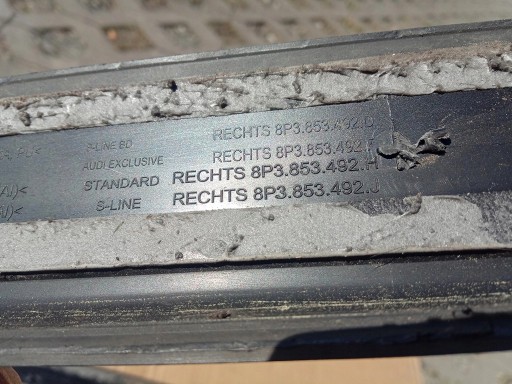 S-LINE BD RECHTS 8P3.853.492.D
AUDI EXCLUSIVE RECHTS 8P3.853.492.F
STANDARD RECHTS 8P3.853.492.H
S-LINE RECHTS 8P3.853.492.J